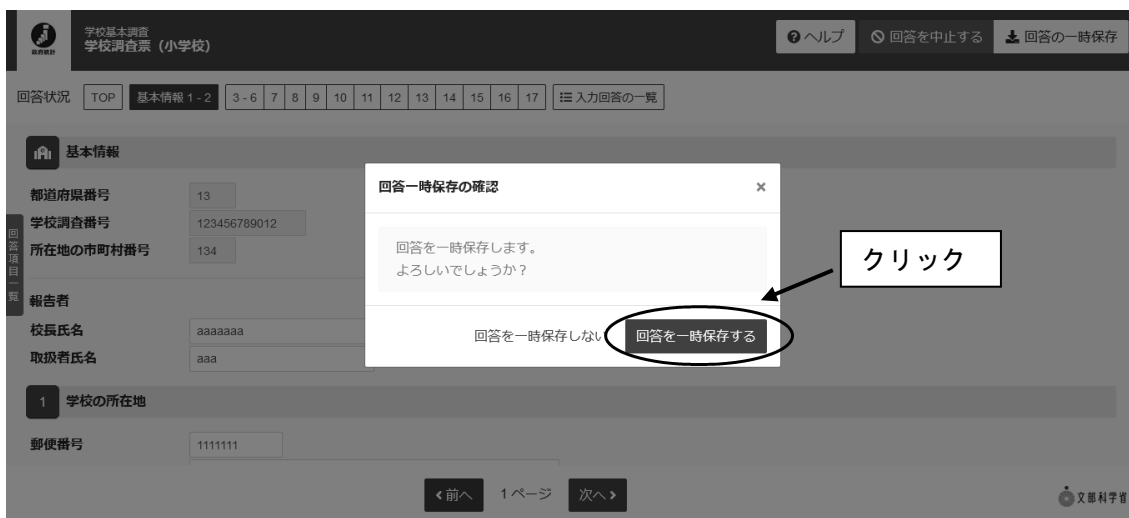 政府統計
学校基本調査
学校調査票（小学校）
ヘルプ
回答を中止する
回答の一時保存
回答状況 TOP 基本情報 1 - 2 3 - 6 7 8 9 10 11 12 13 14 15 16 17 入力回答の一覧
基本情報
回答一時保存の確認 ×
都道府県番号 13
学校調査番号 123456789012
所在地の市町村番号 134
回答項目一覧
回答を一時保存します。
よろしいでしょうか？
クリック
報告者
校長氏名 aaaaaaa
取扱者氏名 aaa
回答を一時保存しない
回答を一時保存する
1 学校の所在地
郵便番号 1111111
前へ 1 ページ 次へ
文部科学省